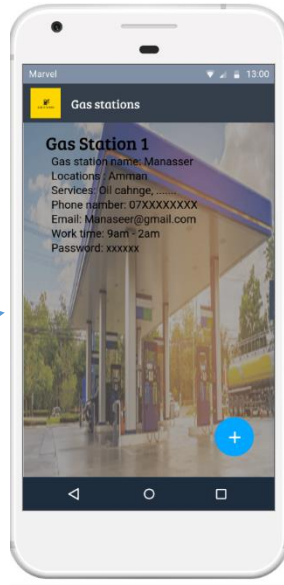 Marvel 13:00
Gas stations
Gas Station 1
Gas station name: Manasser
Locations : Amman
Services: Oil cahnge, .......
Phone namber: 07XXXXXXXX
Email: Manaseer@gmail.com
Work time: 9am - 2am
Password: xxxxxx